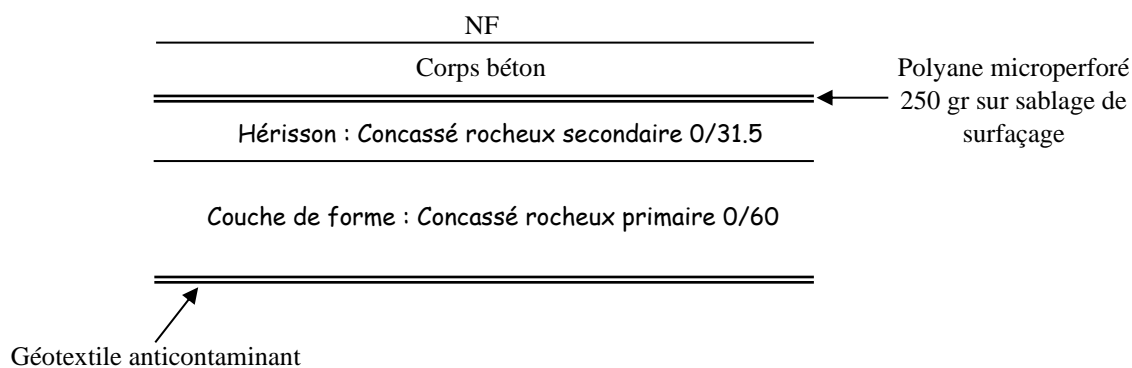 NF
Corps béton
Polyane microperforé
250 gr sur sablage de
surfaçage
Hérisson : Concassé rocheux secondaire 0/31.5
Couche de forme : Concassé rocheux primaire 0/60
Géotextile anticontaminant